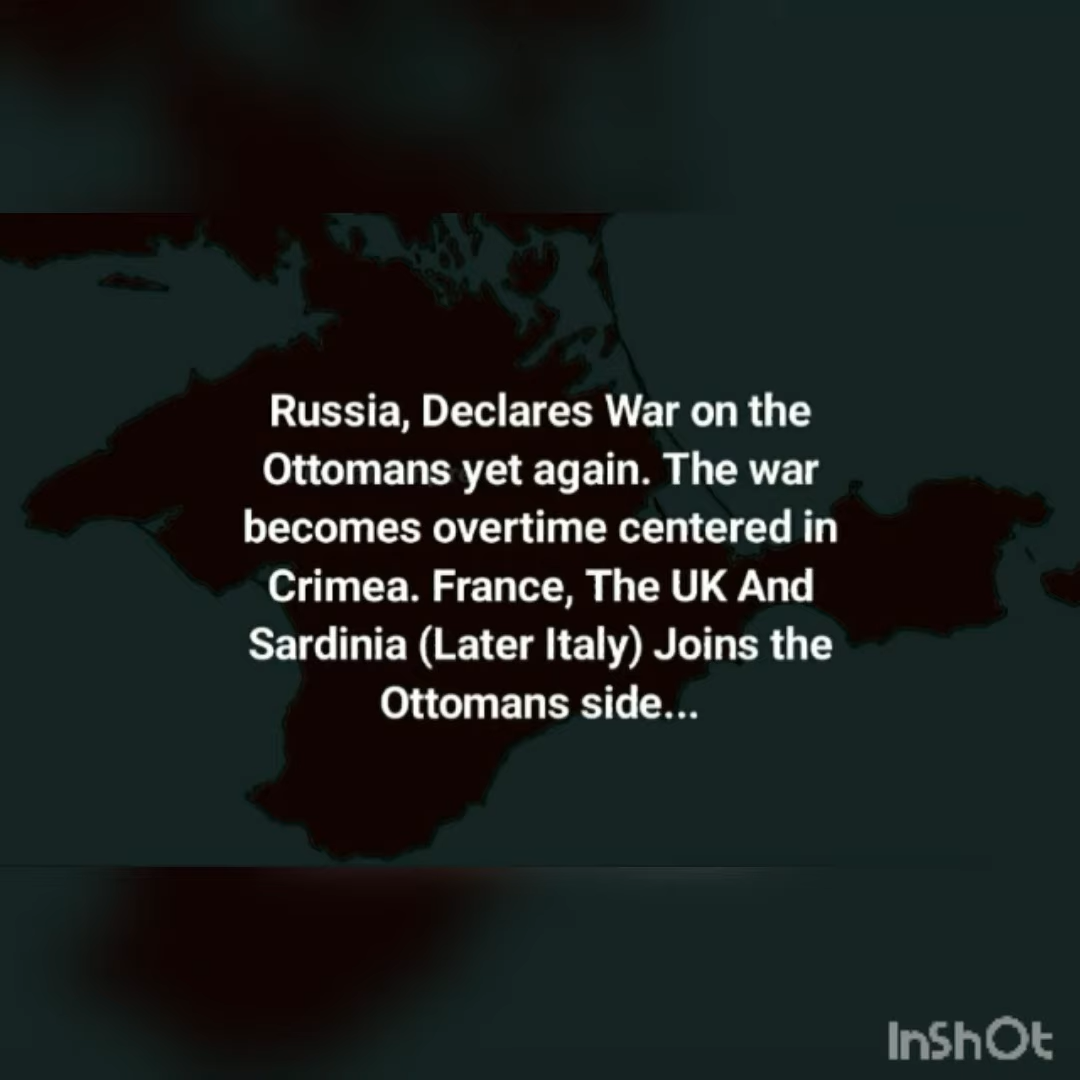 Russia, Declares War on the
Ottomans yet again. The war
becomes overtime centered in
Crimea. France, The UK And
Sardinia (Later Italy) Joins the
Ottomans side...
InShOt